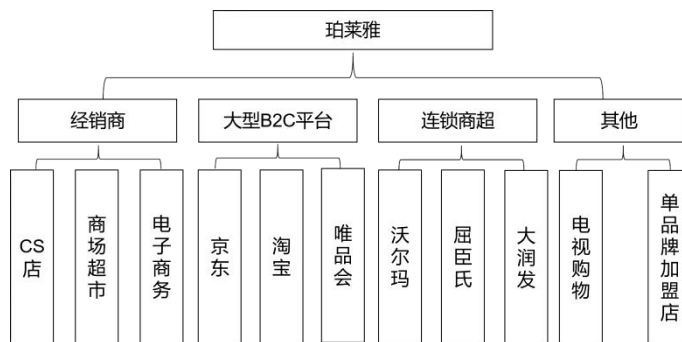 珀莱雅
经销商
大型B2C平台
连锁商超
其他
CS店
商场超市
电子商务
京东
淘宝
唯品会
沃尔玛
屈臣氏
大润发
电视购物
单品牌加盟店